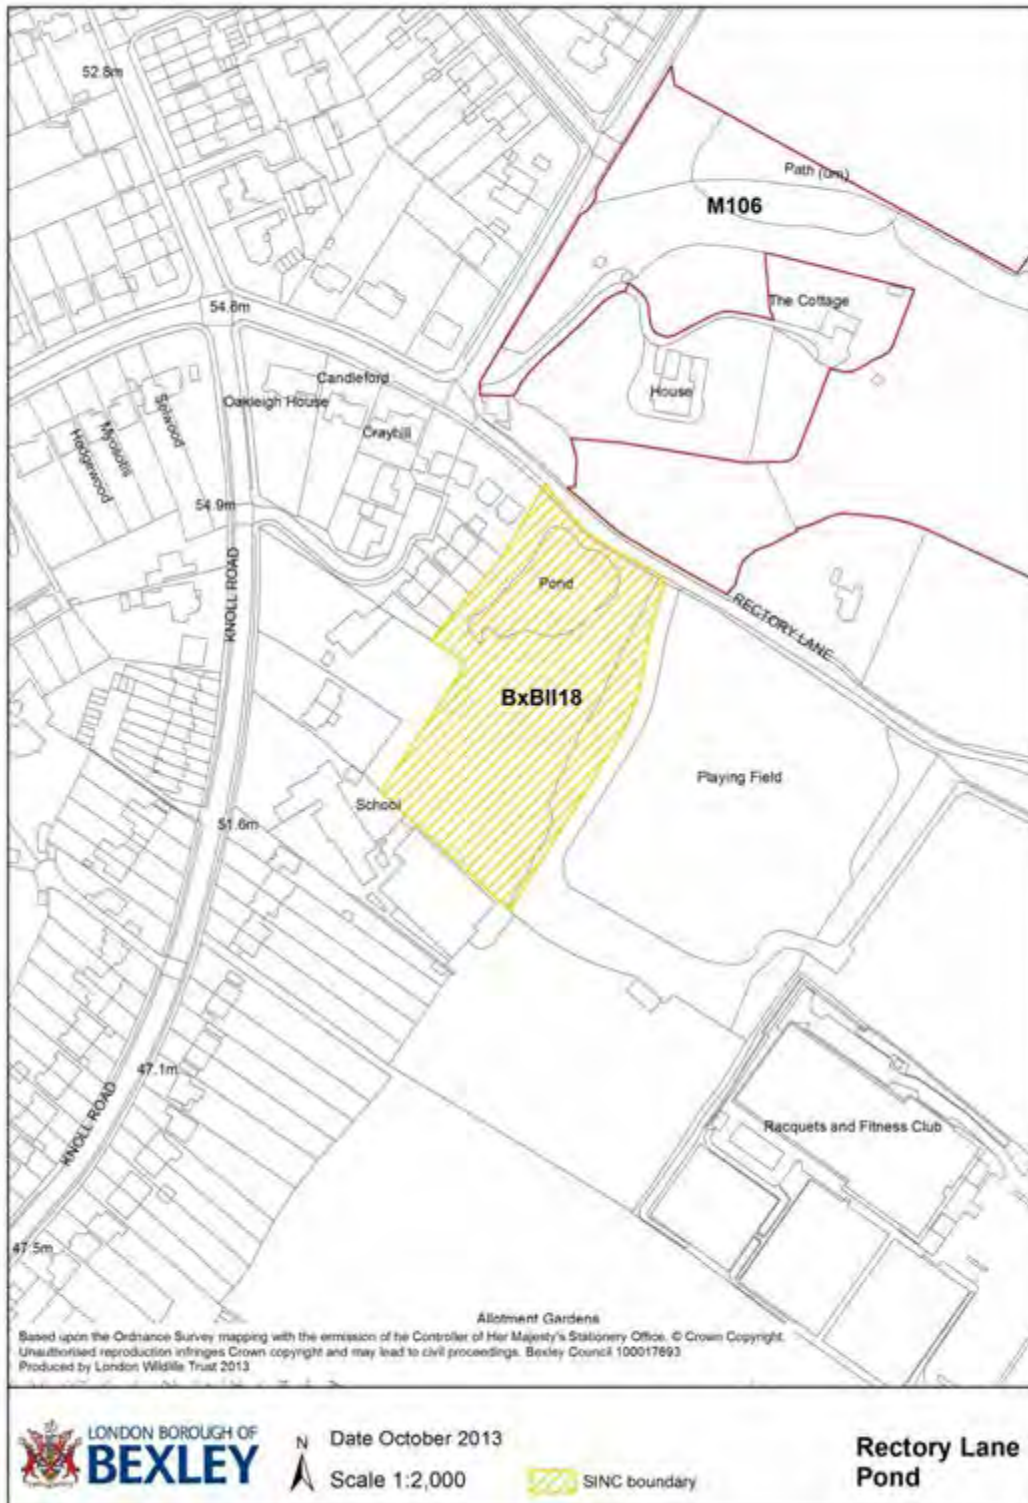 52.8m
Path (um)
M106
The Cottage
54.6m
Candleford
House
Oakleigh House
Selwood
Crayhill
Myosotis
Hedgewood
54.9m
Pond
KNOLL ROAD
RECTORY LANE
BxBII18
Playing Field
School
51.6m
47.1m
KNOLL ROAD
Racquets and Fitness Club
47.5m
Allotment Gardens
Based upon the Ordnance Survey mapping with the ermission of he Controller of Her Majesty's Stationery Office. © Crown Copyright.
Unauthorised reproduction infringes Crown copyright and may lead to civil proceedings. Bexley Council 100017693
Produced by London Wildlife Trust 2013
LONDON BOROUGH OF
BEXLEY
N
Date October 2013
Scale 1:2,000
SINC boundary
Rectory Lane
Pond